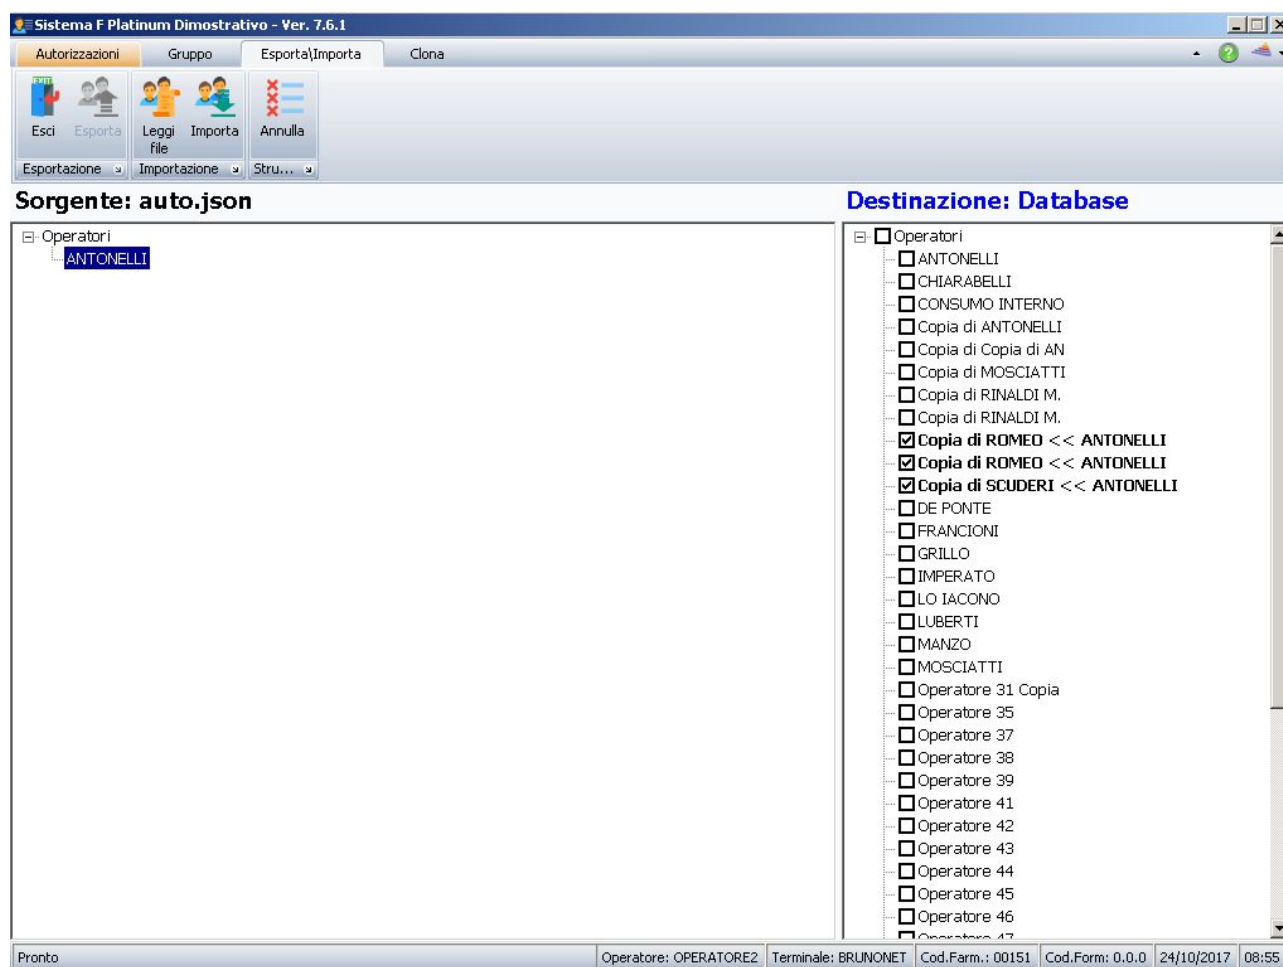 Sistema F Platinum Dimostrativo - Ver. 7.6.1
Autorizzazioni Gruppo Esporta\Importa Clona
EXIT
Esci Esporta Leggi file Importa Annulla
Esportazione Importazione Stru...
Sorgente: auto.json
Destinazione: Database
Operatori
ANTONELLI
Operatori
ANTONELLI
CHIARABELLI
CONSUMO INTERNO
Copia di ANTONELLI
Copia di Copia di AN
Copia di MOSCIATTI
Copia di RINALDI M.
Copia di RINALDI M.
Copia di ROMEO << ANTONELLI
Copia di ROMEO << ANTONELLI
Copia di SCUDERI << ANTONELLI
DE PONTE
FRANCIONI
GRILLO
IMPERATO
LO IACONO
LUBERTI
MANZO
MOSCIATTI
Operatore 31 Copia
Operatore 35
Operatore 37
Operatore 38
Operatore 39
Operatore 41
Operatore 42
Operatore 43
Operatore 44
Operatore 45
Operatore 46
Operatore 47
Pronto Operatore: OPERATORE2 Terminale: BRUNONET Cod.Farm.: 00151 Cod.Form: 0.0.0 24/10/2017 08:55